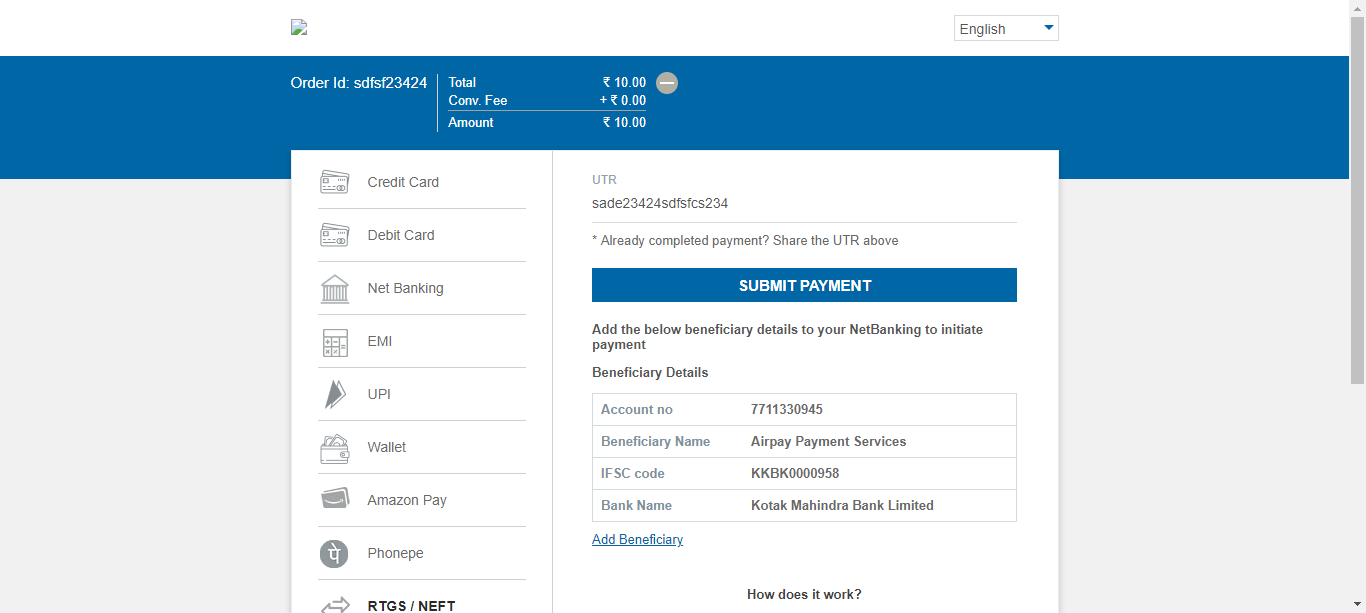 English
Order Id: sdfsf23424
Total ₹ 10.00
Conv. Fee + ₹ 0.00
Amount ₹ 10.00
Credit Card
Debit Card
Net Banking
EMI
UPI
Wallet
Amazon Pay
पे Phonepe
RTGS / NEFT
UTR
sade23424sdfsfcs234
* Already completed payment? Share the UTR above
SUBMIT PAYMENT
Add the below beneficiary details to your NetBanking to initiate
payment
Beneficiary Details
Account no 7711330945
Beneficiary Name Airpay Payment Services
IFSC code KKBK0000958
Bank Name Kotak Mahindra Bank Limited
Add Beneficiary
How does it work?